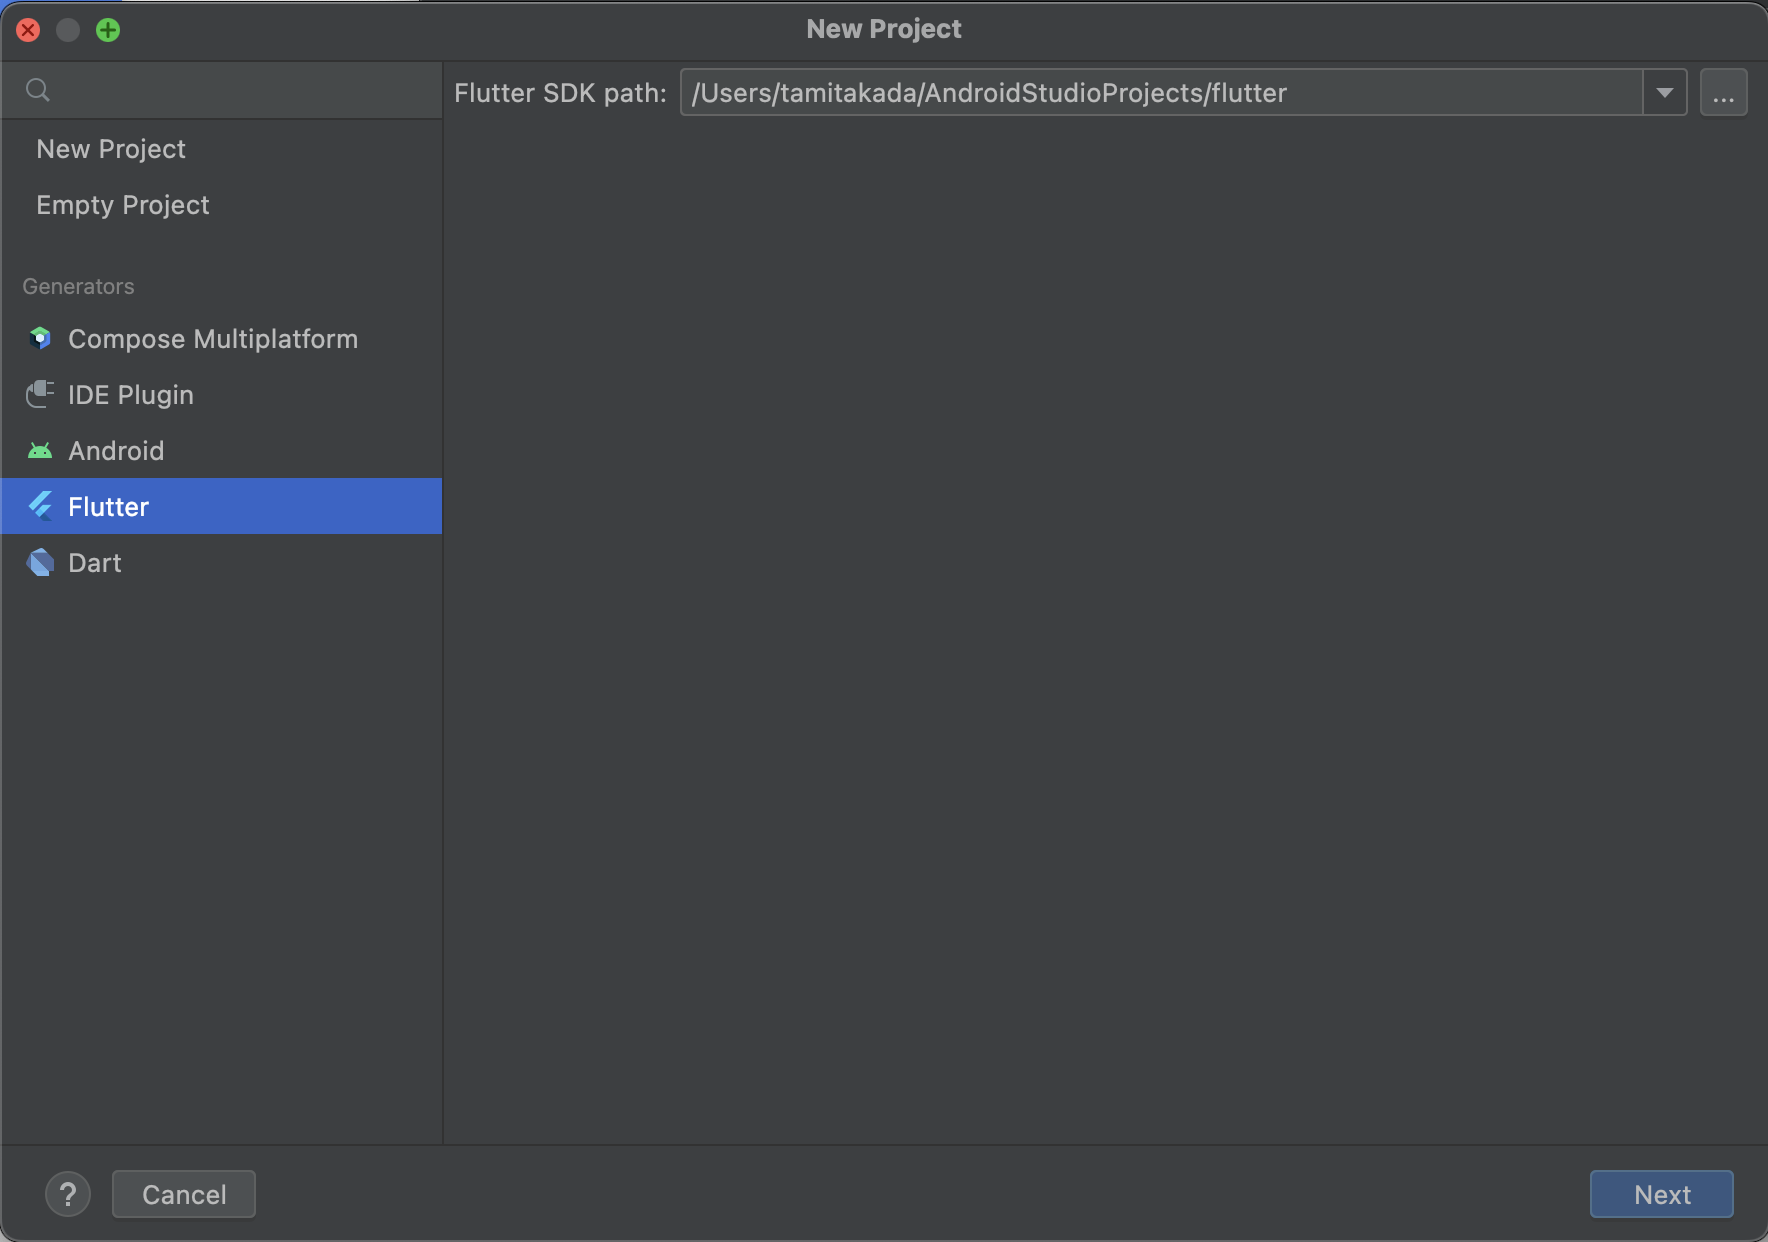 New Project
Flutter SDK path: /Users/tamitakada/AndroidStudioProjects/flutter ...
New Project
Empty Project
Generators
Compose Multiplatform
IDE Plugin
Android
Flutter
Dart
? Cancel Next